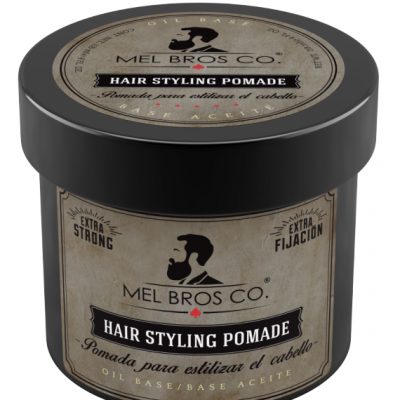 OIL BASE
MEL BROS CO.®
HAIR STYLING POMADE
Pomada para estilizar el cabello
BASE ACEITE
EXTRA
STRONG
EXTRA
FIJACIÓN
MEL BROS CO.®
HAIR STYLING POMADE
-Pomada para estilizar el cabello-
OIL BASE/BASE ACEITE